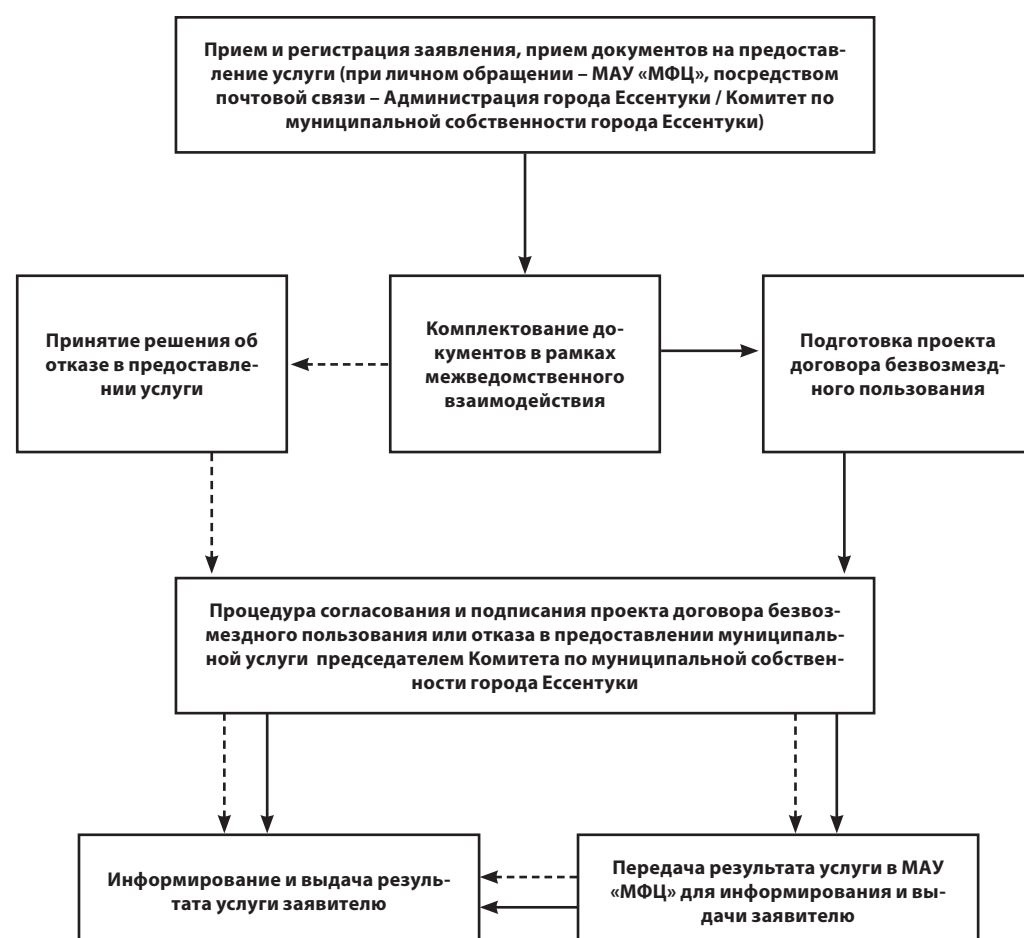 Прием и регистрация заявления, прием документов на предостав-
ление услуги (при личном обращении – МАУ «МФЦ», посредством
почтовой связи – Администрация города Ессентуки / Комитет по
муниципальной собственности города Ессентуки)
Принятие решения об
отказе в предоставле-
нии услуги
Комплектование до-
кументов в рамках
межведомственного
взаимодействия
Подготовка проекта
договора безвозмезд-
ного пользования
Процедура согласования и подписания проекта договора безвоз-
мездного пользования или отказа в предоставлении муниципаль-
ной услуги  председателем Комитета по муниципальной собствен-
ности города Ессентуки
Информирование и выдача резуль-
тата услуги заявителю
Передача результата услуги в МАУ
«МФЦ» для информирования и вы-
дачи заявителю